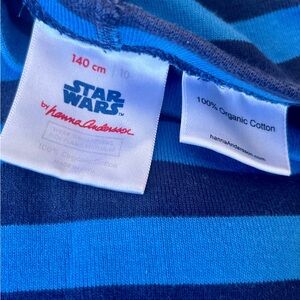 140 cm | 10
STAR
WARS
by hanna Andersson
100% Organic Cotton
hannaAndersson.com